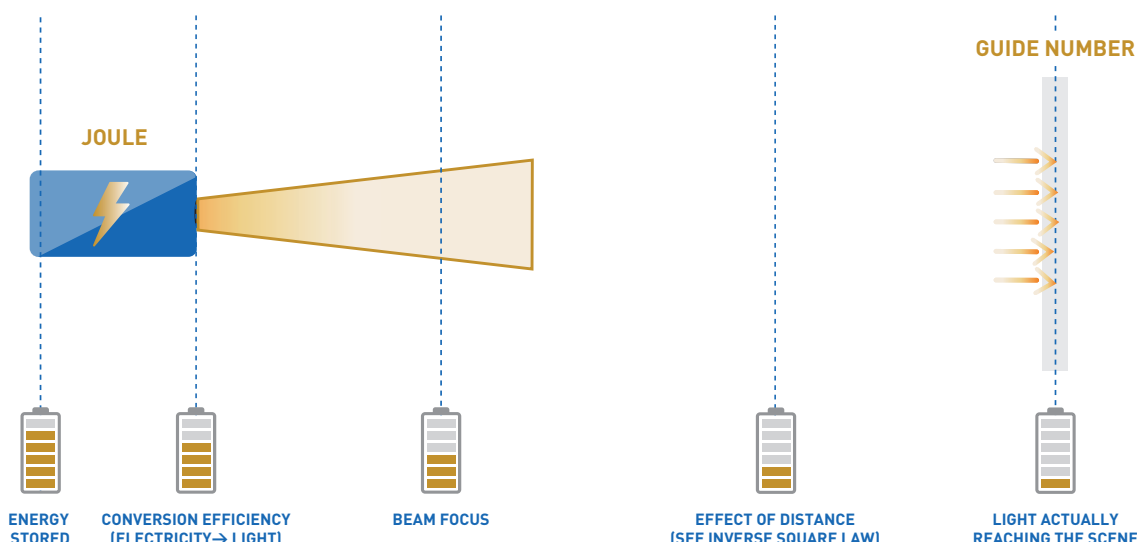 GUIDE NUMBER
JOULE
ENERGY
STORED
CONVERSION EFFICIENCY
(ELECTRICITY→ LIGHT)
BEAM FOCUS
EFFECT OF DISTANCE
(SEE INVERSE SQUARE LAW)
LIGHT ACTUALLY
REACHING THE SCENE